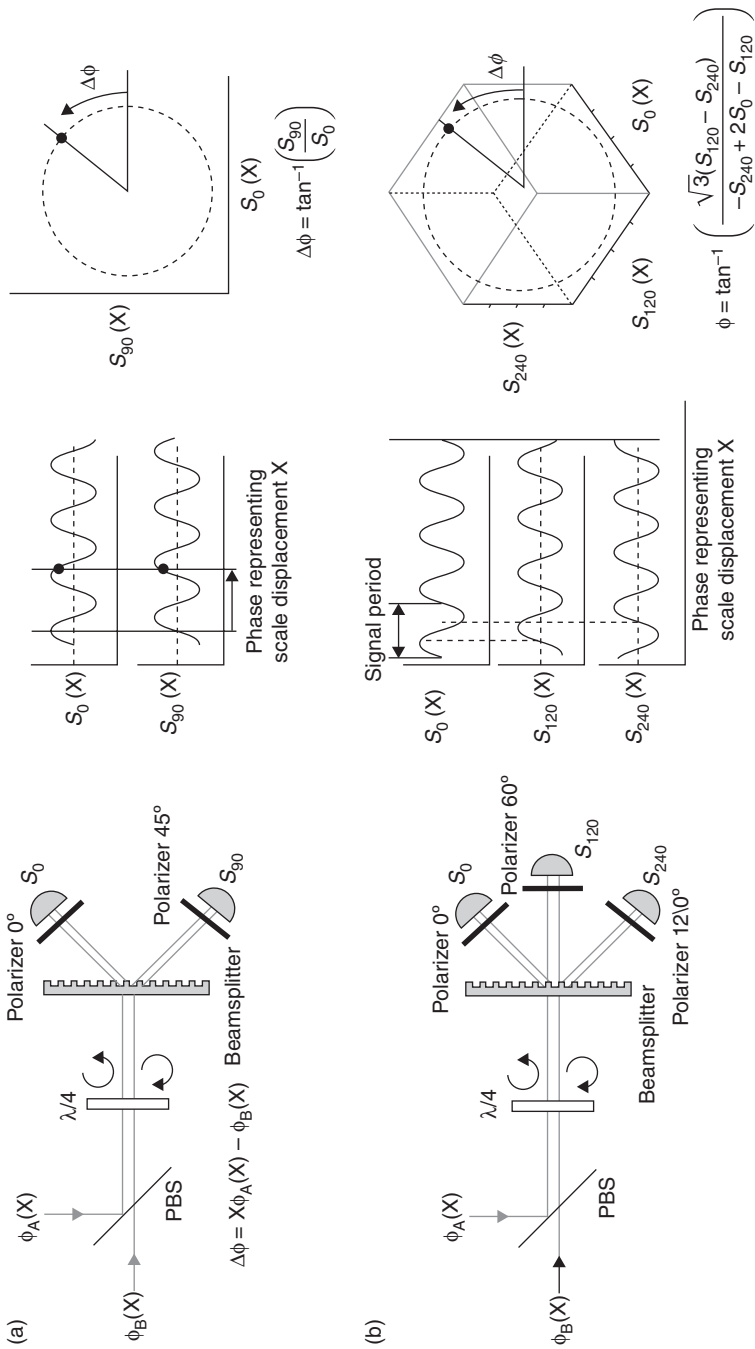 (a)
ϕA(X)
ϕB(X)
PBS
λ/4
Δϕ = XϕA(X) − ϕB(X)
Beamsplitter
Polarizer 0°
S0
Polarizer 45°
S90
S0 (X)
S90 (X)
Phase representing
scale displacement X
S90 (X)
S0 (X)
Δϕ
Δϕ = tan−1 (S90 / S0)
(b)
ϕA(X)
ϕB(X)
PBS
λ/4
Beamsplitter
Polarizer 0°
S0
Polarizer 60°
S120
Polarizer 12\0°
S240
Signal period
S0 (X)
S120 (X)
S240 (X)
Phase representing
scale displacement X
S240 (X)
S120 (X)
S0 (X)
Δϕ
ϕ = tan−1 (√3(S120 − S240) / −S240 + 2S0 − S120)